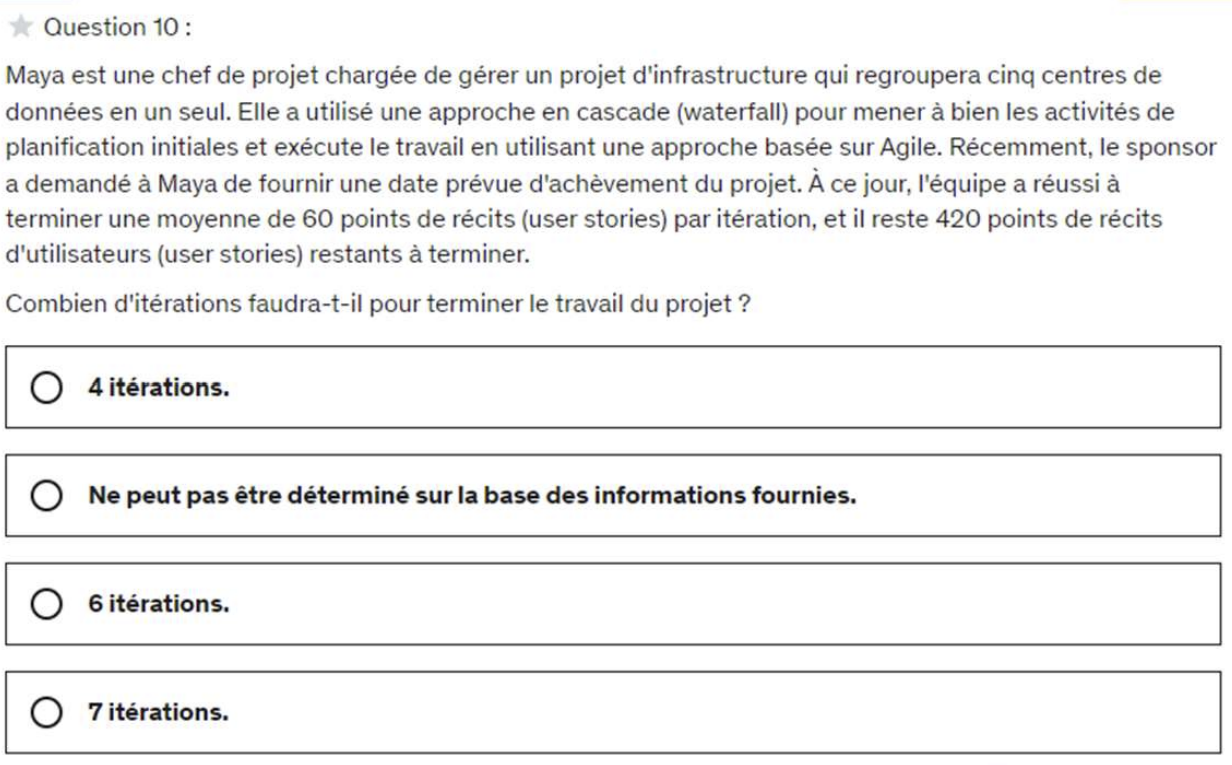 Question 10 :
Maya est une chef de projet chargée de gérer un projet d'infrastructure qui regroupera cinq centres de
données en un seul. Elle a utilisé une approche en cascade (waterfall) pour mener à bien les activités de
planification initiales et exécute le travail en utilisant une approche basée sur Agile. Récemment, le sponsor
a demandé à Maya de fournir une date prévue d'achèvement du projet. À ce jour, l'équipe a réussi à
terminer une moyenne de 60 points de récits (user stories) par itération, et il reste 420 points de récits
d'utilisateurs (user stories) restants à terminer.
Combien d'itérations faudra-t-il pour terminer le travail du projet ?
4 itérations.
Ne peut pas être déterminé sur la base des informations fournies.
6 itérations.
7 itérations.